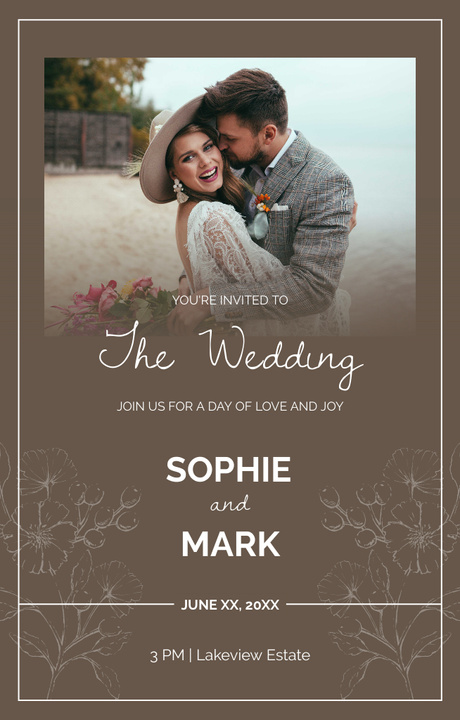 YOU'RE INVITED TO
The Wedding
JOIN US FOR A DAY OF LOVE AND JOY
SOPHIE
and
MARK
JUNE XX, 20XX
3 PM | Lakeview Estate